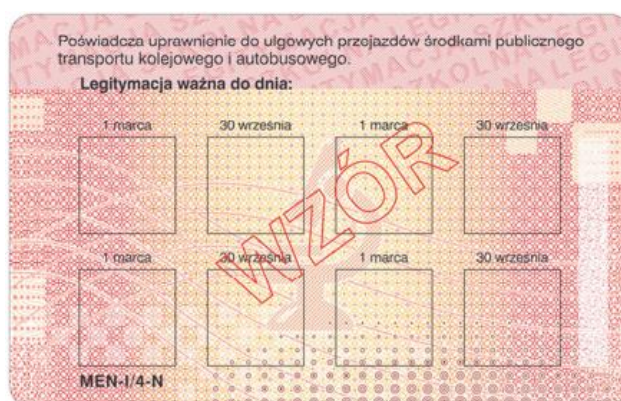 Poświadcza uprawnienie do ulgowych przejazdów środkami publicznego
transportu kolejowego i autobusowego.
Legitymacja ważna do dnia:
1 marca 30 września 1 marca 30 września
WZÓR
1 marca 30 września 1 marca 30 września
MEN-I/4-N